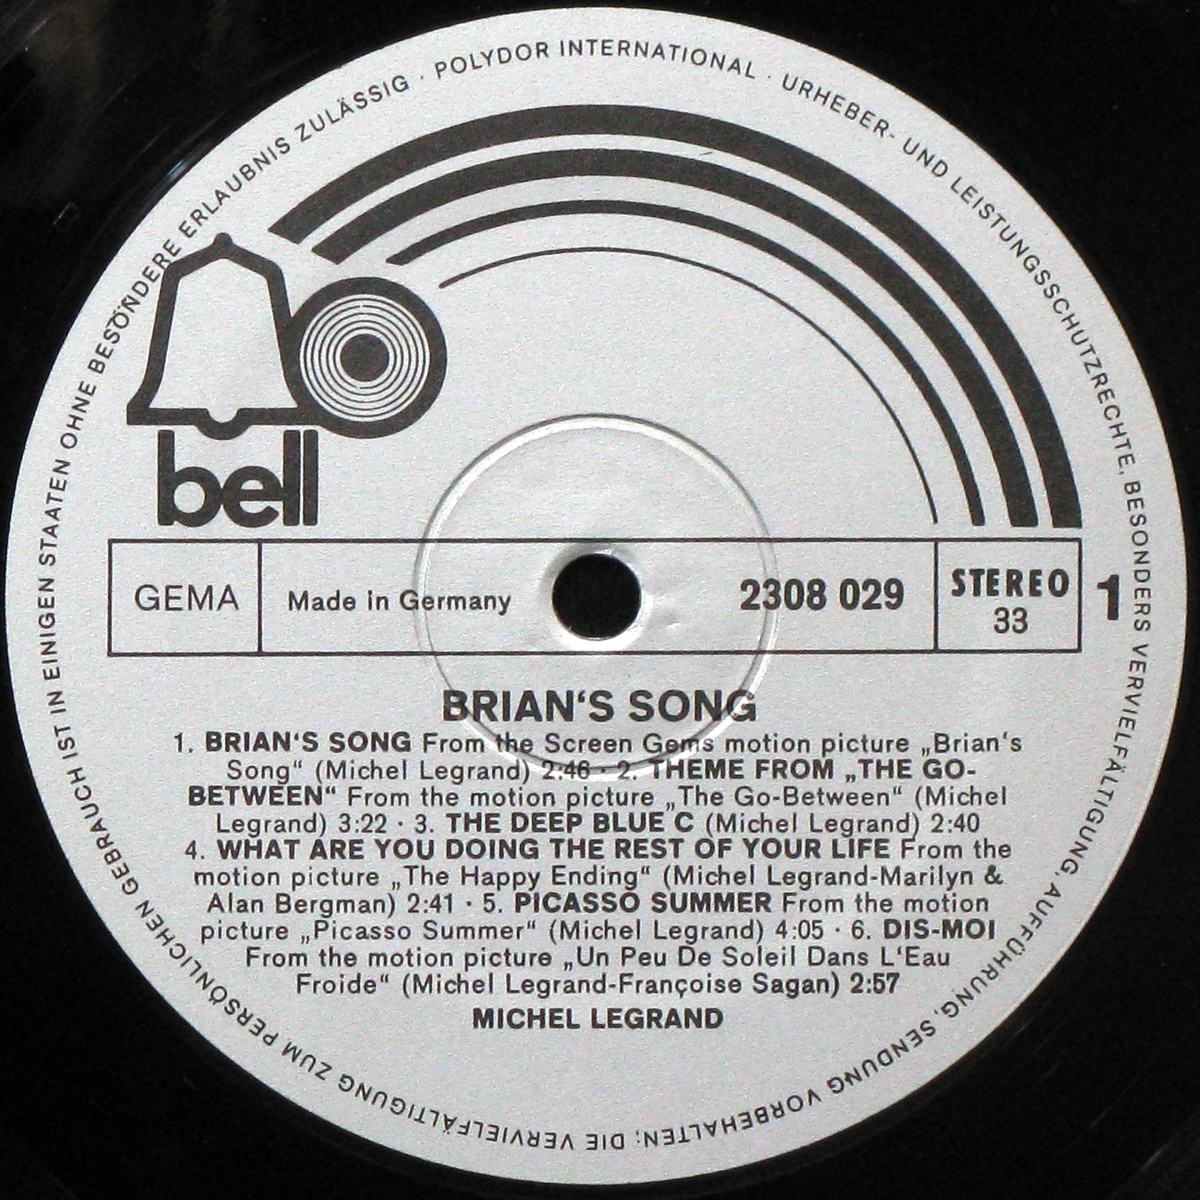 POLYDOR INTERNATIONAL · URHEBER- UND LEISTUNGSSCHUTZRECHTE, BESONDERS VERVIELFÄLTIGUNG, AUFFÜHRUNG, SENDUNG VORBEHALTEN; DIE VERVIELFÄLTIGUNG ZUM PERSÖNLICHEN GEBRAUCH IST IN EINIGEN STAATEN OHNE BESÖNDERE ERLAUBNIS ZULÄSSIG ·
bell
GEMA
Made in Germany
2308 029
STEREO
33
1
BRIAN‘S SONG
1. BRIAN‘S SONG From the Screen Gems motion picture „Brian‘s
Song“ (Michel Legrand) 2:46 · 2. THEME FROM „THE GO-
BETWEEN“ From the motion picture „The Go-Between“ (Michel
Legrand) 3:22 · 3. THE DEEP BLUE C (Michel Legrand) 2:40
4. WHAT ARE YOU DOING THE REST OF YOUR LIFE From the
motion picture „The Happy Ending“ (Michel Legrand-Marilyn &
Alan Bergman) 2:41 · 5. PICASSO SUMMER From the motion
picture „Picasso Summer“ (Michel Legrand) 4:05 · 6. DIS-MOI
From the motion picture „Un Peu De Soleil Dans L‘Eau
Froide“ (Michel Legrand-Françoise Sagan) 2:57
MICHEL LEGRAND